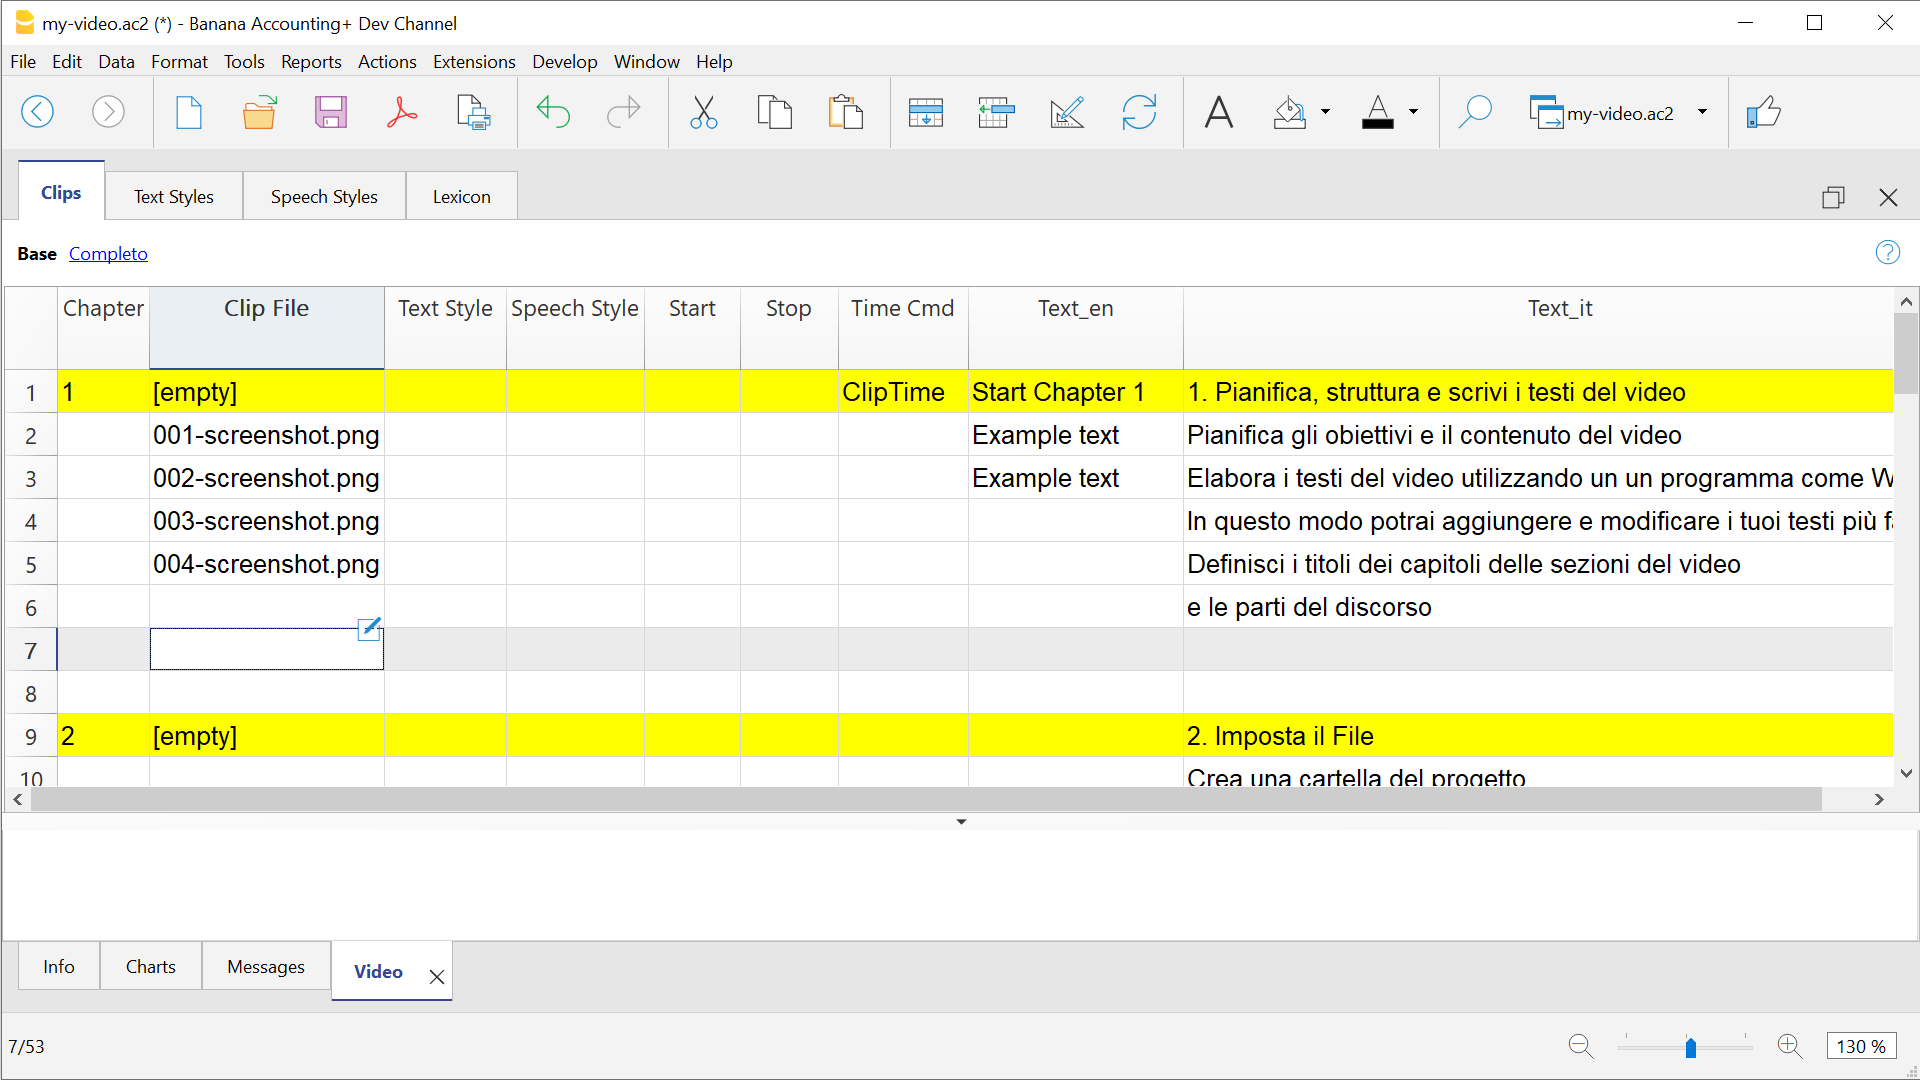 my-video.ac2 (*) - Banana Accounting+ Dev Channel
File Edit Data Format Tools Reports Actions Extensions Develop Window Help
my-video.ac2
Clips Text Styles Speech Styles Lexicon
Base Completo
Chapter Clip File Text Style Speech Style Start Stop Time Cmd Text_en Text_it
1 1 [empty] ClipTime Start Chapter 1 1. Pianifica, struttura e scrivi i testi del video
2 001-screenshot.png Example text Pianifica gli obiettivi e il contenuto del video
3 002-screenshot.png Example text Elabora i testi del video utilizzando un un programma come W
4 003-screenshot.png In questo modo potrai aggiungere e modificare i tuoi testi più f
5 004-screenshot.png Definisci i titoli dei capitoli delle sezioni del video
6 e le parti del discorso
7
8
9 2 [empty] 2. Imposta il File
10 Crea una cartella del progetto
Info Charts Messages Video
7/53
130 %